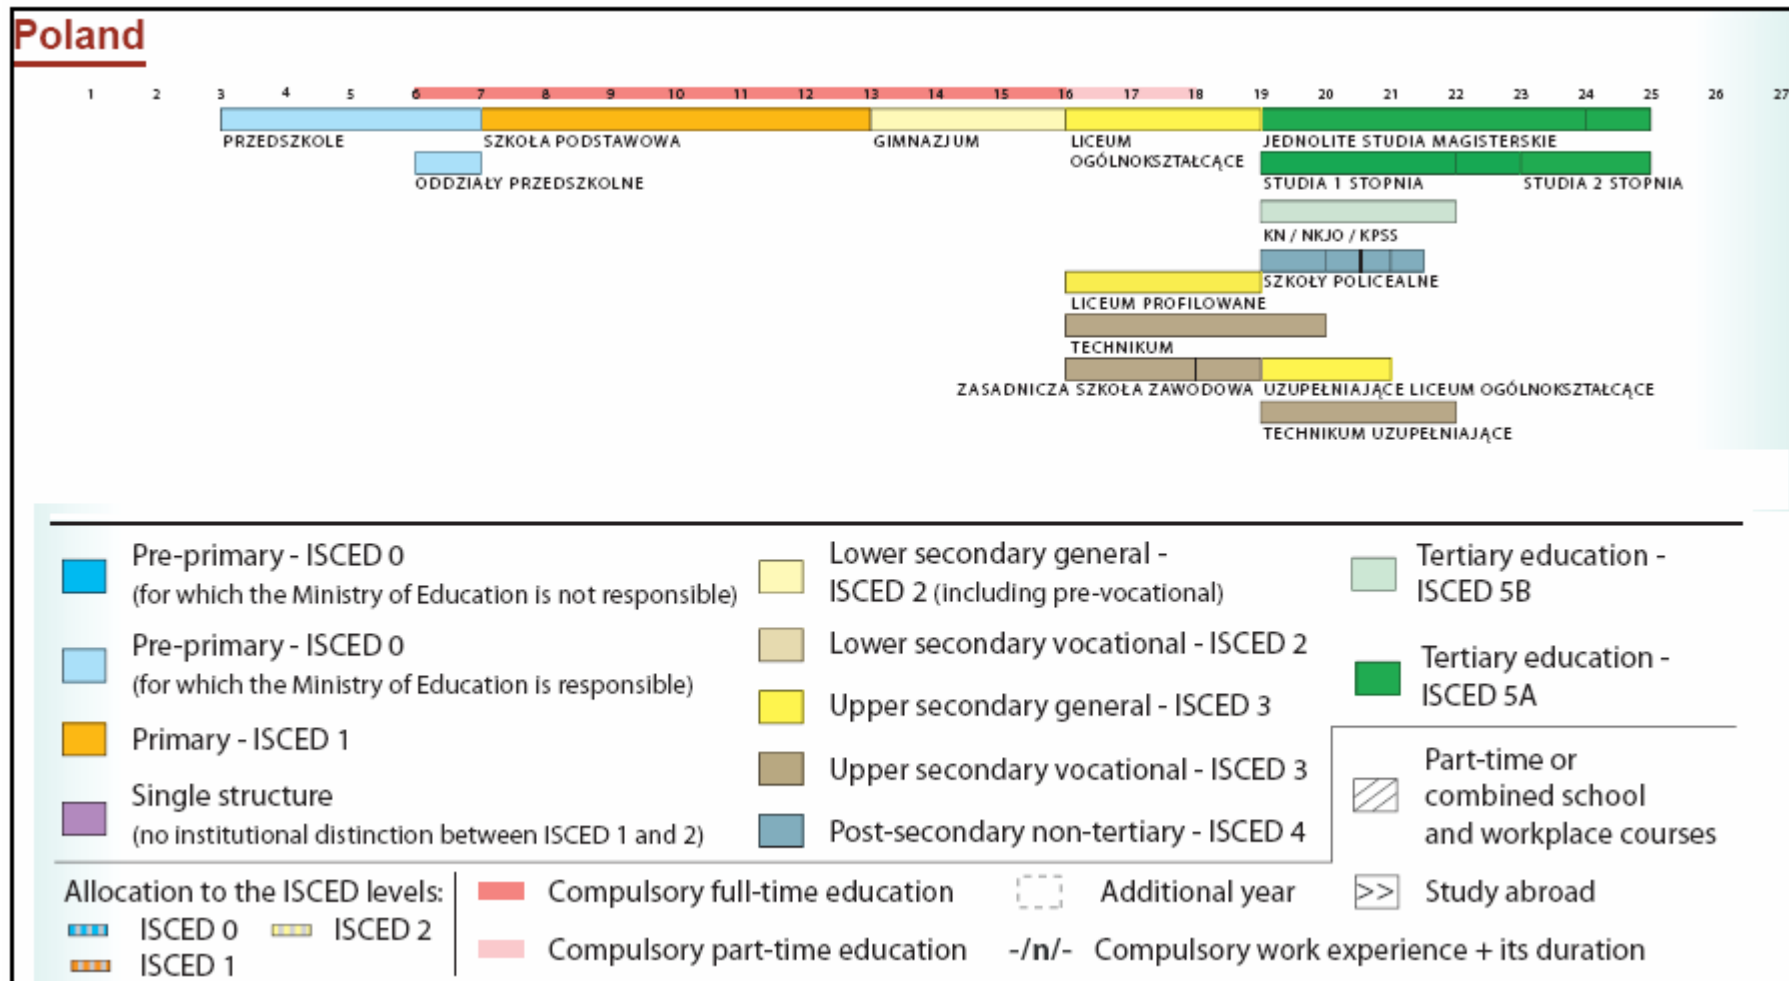 Poland
1 2 3 4 5 6 7 8 9 10 11 12 13 14 15 16 17 18 19 20 21 22 23 24 25 26 27
PRZEDSZKOLE SZKOŁA PODSTAWOWA GIMNAZJUM LICEUM OGÓLNOKSZTAŁCĄCE JEDNOLITE STUDIA MAGISTERSKIE
ODDZIAŁY PRZEDSZKOLNE STUDIA 1 STOPNIA STUDIA 2 STOPNIA
KN / NKJO / KPSS
SZKOŁY POLICEALNE
LICEUM PROFILOWANE
TECHNIKUM
ZASADNICZA SZKOŁA ZAWODOWA UZUPEŁNIAJĄCE LICEUM OGÓLNOKSZTAŁCĄCE
TECHNIKUM UZUPEŁNIAJĄCE
Pre-primary - ISCED 0
(for which the Ministry of Education is not responsible)
Pre-primary - ISCED 0
(for which the Ministry of Education is responsible)
Primary - ISCED 1
Single structure
(no institutional distinction between ISCED 1 and 2)
Lower secondary general -
ISCED 2 (including pre-vocational)
Lower secondary vocational - ISCED 2
Upper secondary general - ISCED 3
Upper secondary vocational - ISCED 3
Post-secondary non-tertiary - ISCED 4
Tertiary education -
ISCED 5B
Tertiary education -
ISCED 5A
Part-time or
combined school
and workplace courses
Allocation to the ISCED levels:
ISCED 0 ISCED 2
ISCED 1
Compulsory full-time education
Compulsory part-time education
Additional year
-/n/- Compulsory work experience + its duration
>> Study abroad